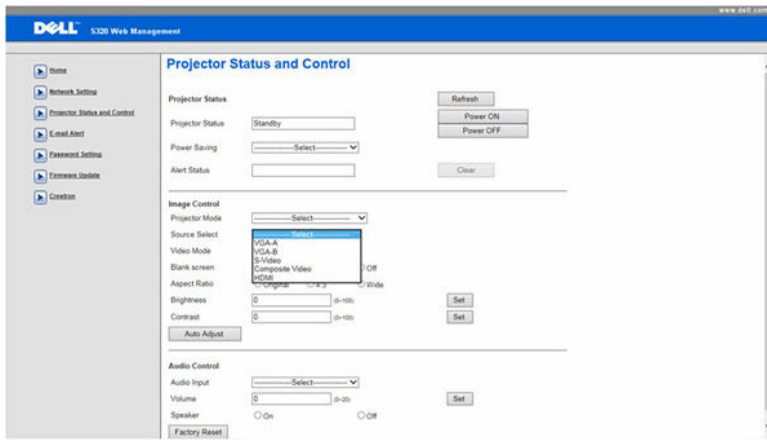 www.dell.com
DELL™ S320 Web Management
Home
Network Setting
Projector Status and Control
E-mail Alert
Password Setting
Firmware Update
Crestron
Projector Status and Control
Projector Status
Refresh
Power ON
Projector Status Standby
Power OFF
Power Saving Select
Alert Status
Clear
Image Control
Projector Mode Select
Source Select Select
VGA-A
Video Mode VGA-B
S-Video
Blank screen Composite Video Off
HDMI
Aspect Ratio Original 4:3 Wide
Brightness 0 (0~100) Set
Contrast 0 (0~100) Set
Auto Adjust
Audio Control
Audio Input Select
Volume 0 (0~20) Set
Speaker On Off
Factory Reset